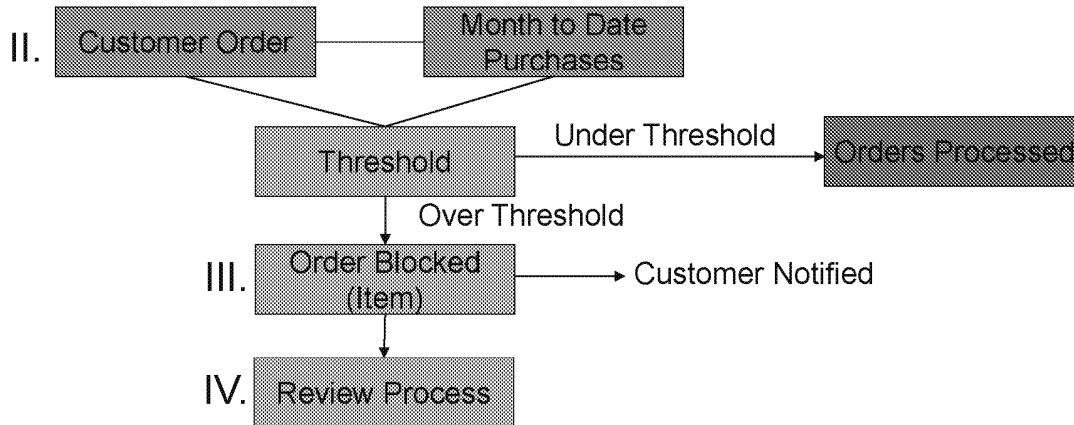 II.
Customer Order
Month to Date
Purchases
Threshold
Under Threshold
Orders Processed
Over Threshold
III.
Order Blocked
(Item)
Customer Notified
IV.
Review Process